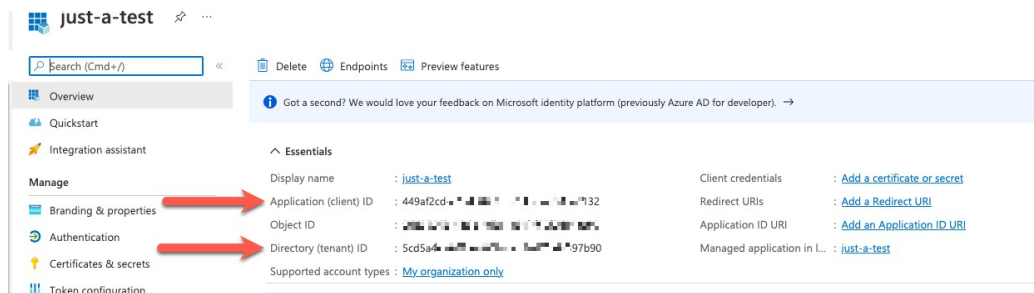 just-a-test
Search (Cmd+/)
Delete Endpoints Preview features
Overview
Got a second? We would love your feedback on Microsoft identity platform (previously Azure AD for developer). →
Quickstart
Integration assistant
Essentials
Display name : just-a-test
Client credentials : Add a certificate or secret
Manage
Application (client) ID : 449af2cd- 132
Redirect URIs : Add a Redirect URI
Branding & properties
Object ID :
Application ID URI : Add an Application ID URI
Authentication
Directory (tenant) ID : 5cd5a4 97b90
Managed application in l... : just-a-test
Certificates & secrets
Supported account types : My organization only
Token configuration